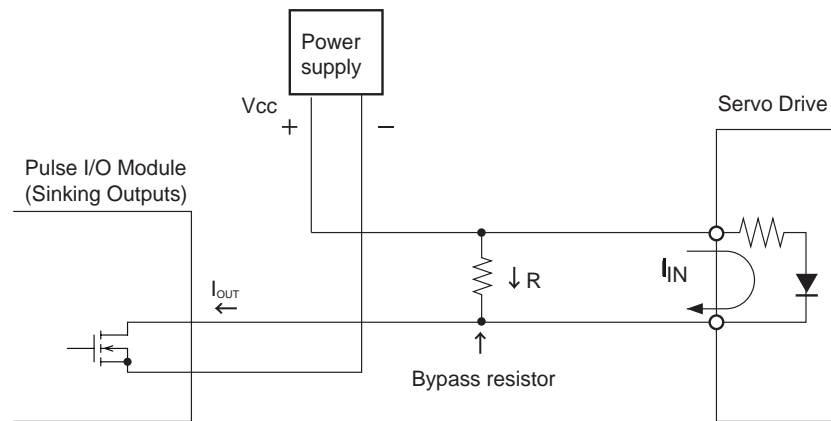 Power
supply
Vcc
+
−
Servo Drive
Pulse I/O Module
(Sinking Outputs)
IOUT
R
IIN
Bypass resistor